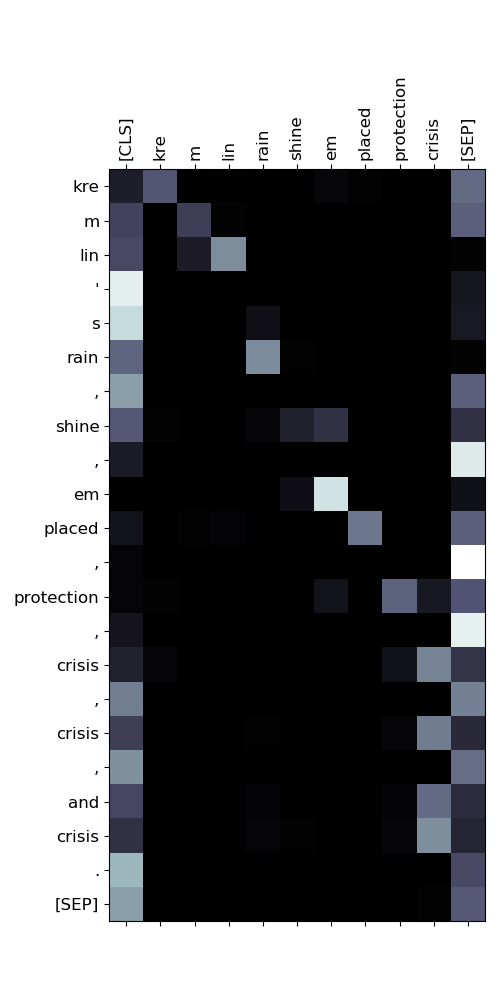 [CLS] kre m lin rain shine em placed protection crisis [SEP]
kre
m
lin
'
s
rain
,
shine
,
em
placed
,
protection
,
crisis
,
crisis
,
and
crisis
.
[SEP]